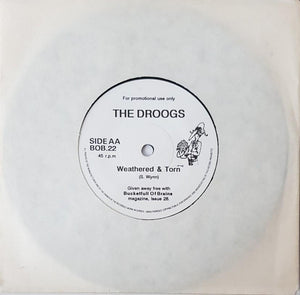 For promotional use only
THE DROOGS
SIDE AA
BOB.22
45 r.p.m
Weathered & Torn
(S. Wynn)
Given away free with
Bucketfull Of Brains
magazine, Issue 28.